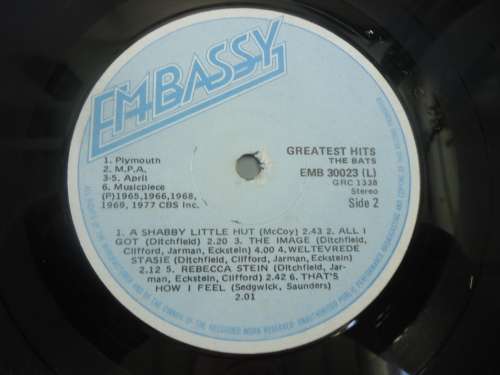 EMBASSY
GREATEST HITS
THE BATS
EMB 30023 (L)
GRC 1338
Stereo
Side 2
1. Plymouth
2. M.P.A.
3-5. April
6. Musicpiece
(P)1965,1966,1968,
1969, 1977 CBS Inc.
1. A SHABBY LITTLE HUT (McCoy) 2.43 2. ALL I
GOT (Ditchfield) 2.20 3. THE IMAGE (Ditchfield,
Clifford, Jarman, Eckstein) 4.00 4. WELTEVREDE
STASIE (Ditchfield, Clifford, Jarman, Eckstein)
2.12 5. REBECCA STEIN (Ditchfield, Jar-
man, Eckstein, Clifford) 2.42 6. THAT'S
HOW I FEEL (Sedgwick, Saunders)
2.01